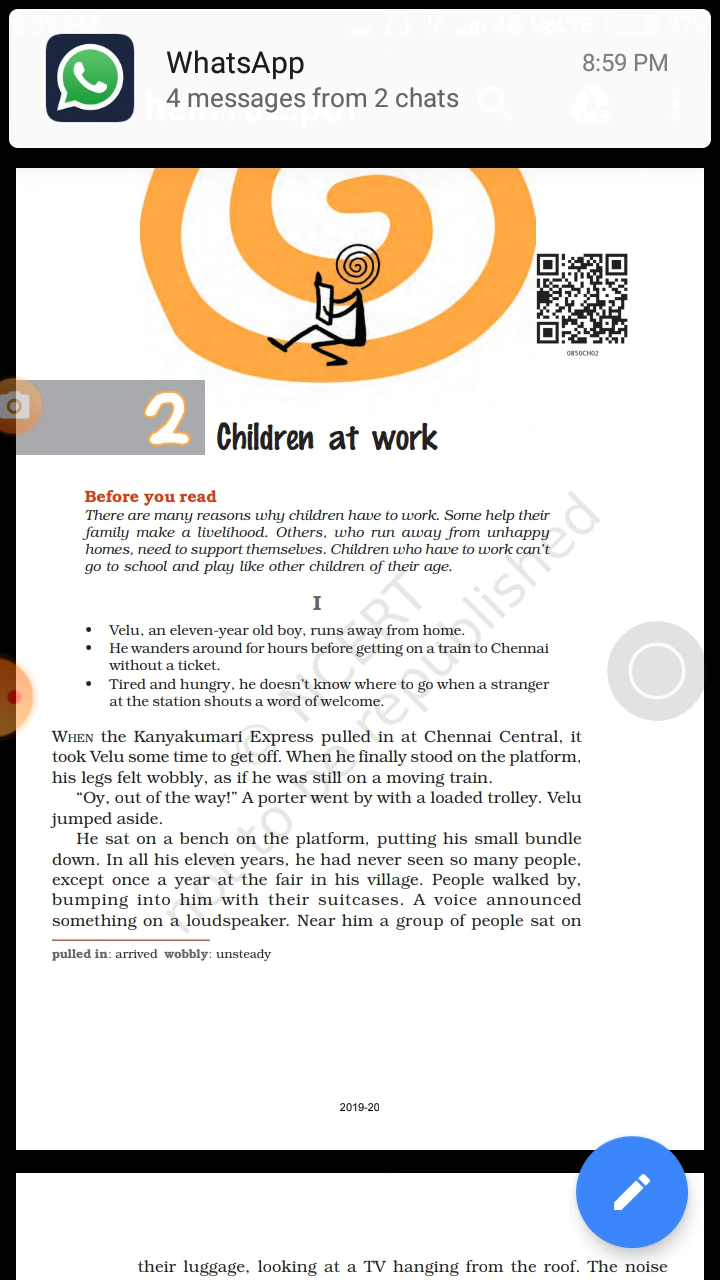 WhatsApp
8:59 PM
4 messages from 2 chats
0850CH02
2
Children at work
Before you read
There are many reasons why children have to work. Some help their
family make a livelihood. Others, who run away from unhappy
homes, need to support themselves. Children who have to work can't
go to school and play like other children of their age.
I
• Velu, an eleven-year old boy, runs away from home.
• He wanders around for hours before getting on a train to Chennai
without a ticket.
• Tired and hungry, he doesn't know where to go when a stranger
at the station shouts a word of welcome.
WHEN the Kanyakumari Express pulled in at Chennai Central, it
took Velu some time to get off. When he finally stood on the platform,
his legs felt wobbly, as if he was still on a moving train.
“Oy, out of the way!” A porter went by with a loaded trolley. Velu
jumped aside.
He sat on a bench on the platform, putting his small bundle
down. In all his eleven years, he had never seen so many people,
except once a year at the fair in his village. People walked by,
bumping into him with their suitcases. A voice announced
something on a loudspeaker. Near him a group of people sat on
pulled in: arrived wobbly: unsteady
© NCERT
not to be republished
2019-20
their luggage, looking at a TV hanging from the roof. The noise